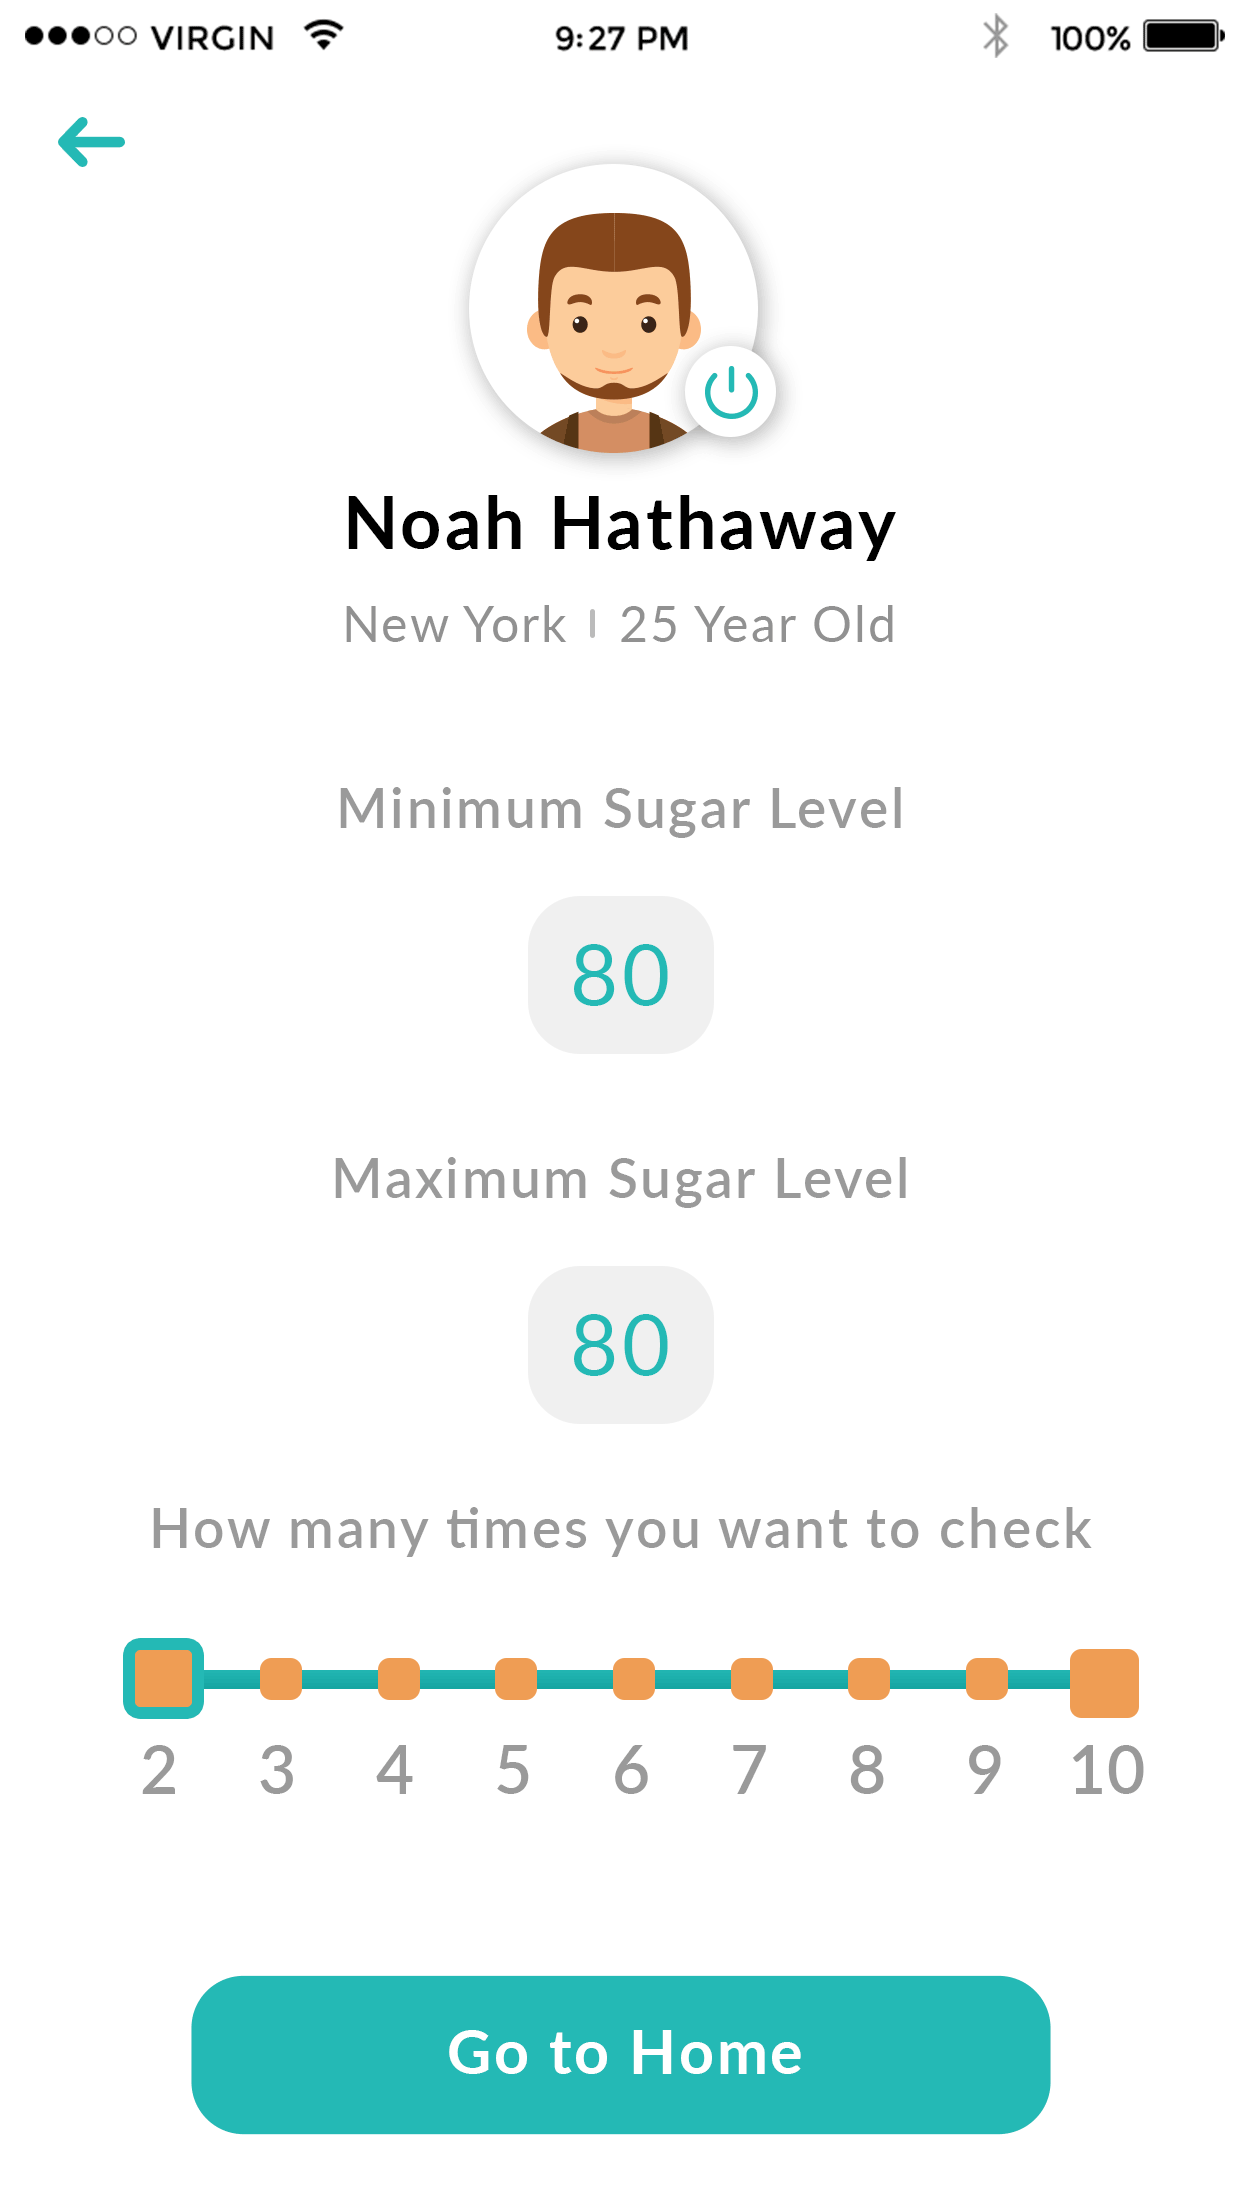 VIRGIN 9:27 PM 100%
Noah Hathaway
New York | 25 Year Old
Minimum Sugar Level
80
Maximum Sugar Level
80
How many times you want to check
2 3 4 5 6 7 8 9 10
Go to Home